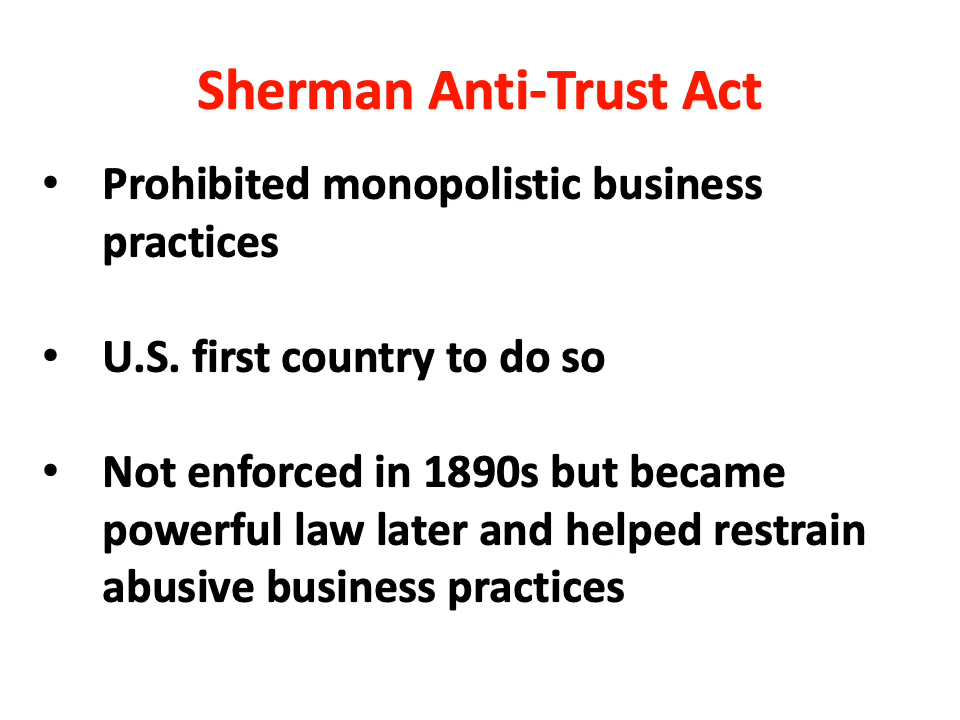 Sherman Anti-Trust Act
• Prohibited monopolistic business
practices
• U.S. first country to do so
• Not enforced in 1890s but became
powerful law later and helped restrain
abusive business practices